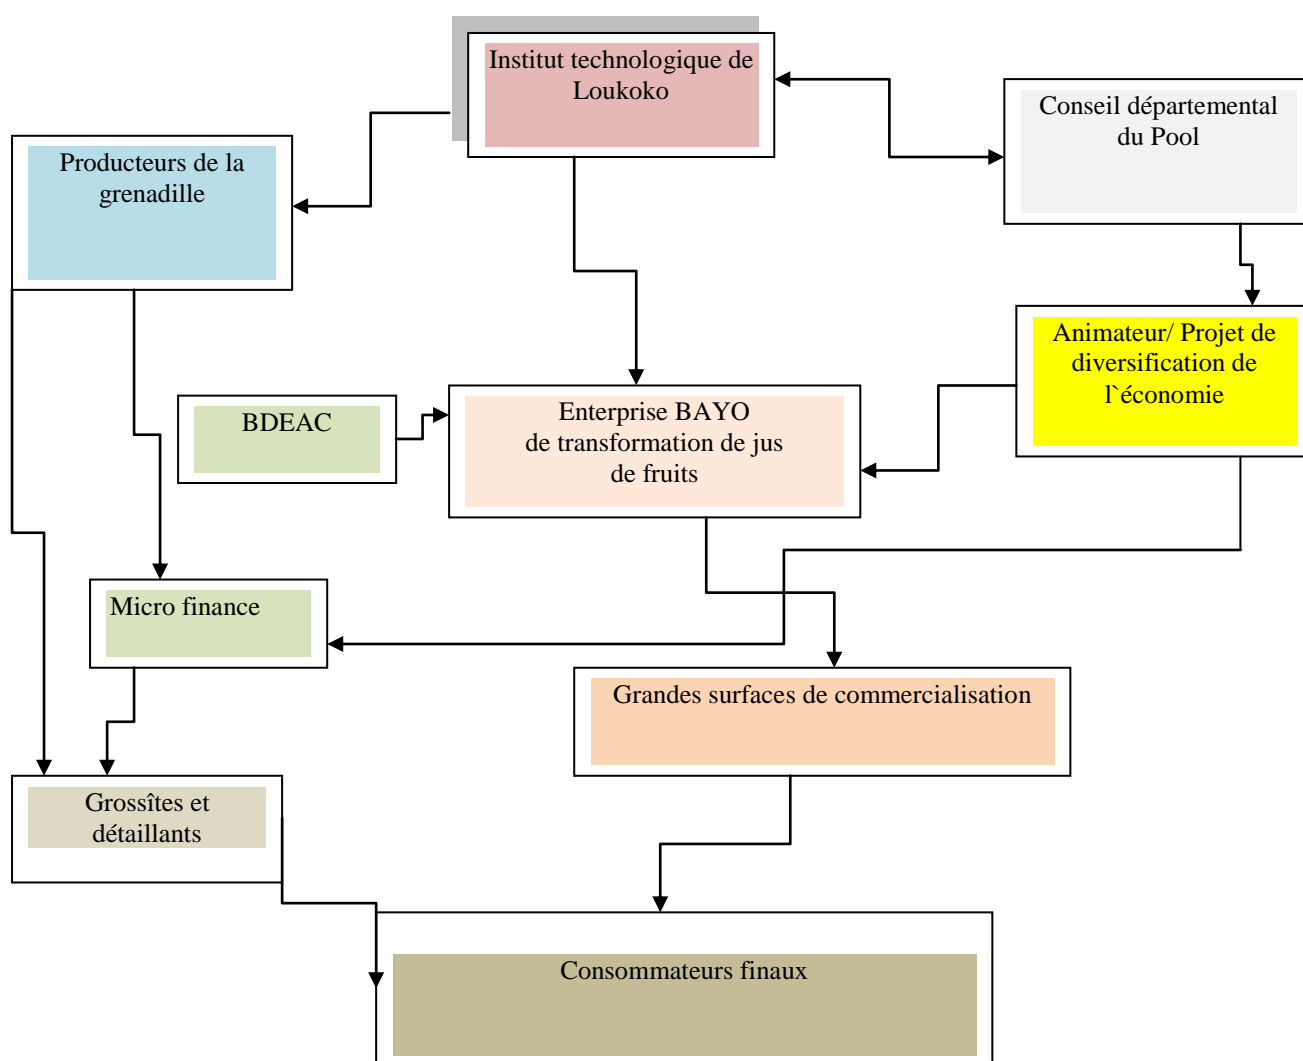 Institut technologique de
Loukoko
Conseil départemental
du Pool
Producteurs de la
grenadille
Animateur/ Projet de
diversification de
l`économie
BDEAC
Enterprise BAYO
de transformation de jus
de fruits
Micro finance
Grandes surfaces de commercialisation
Grossîtes et
détaillants
Consommateurs finaux